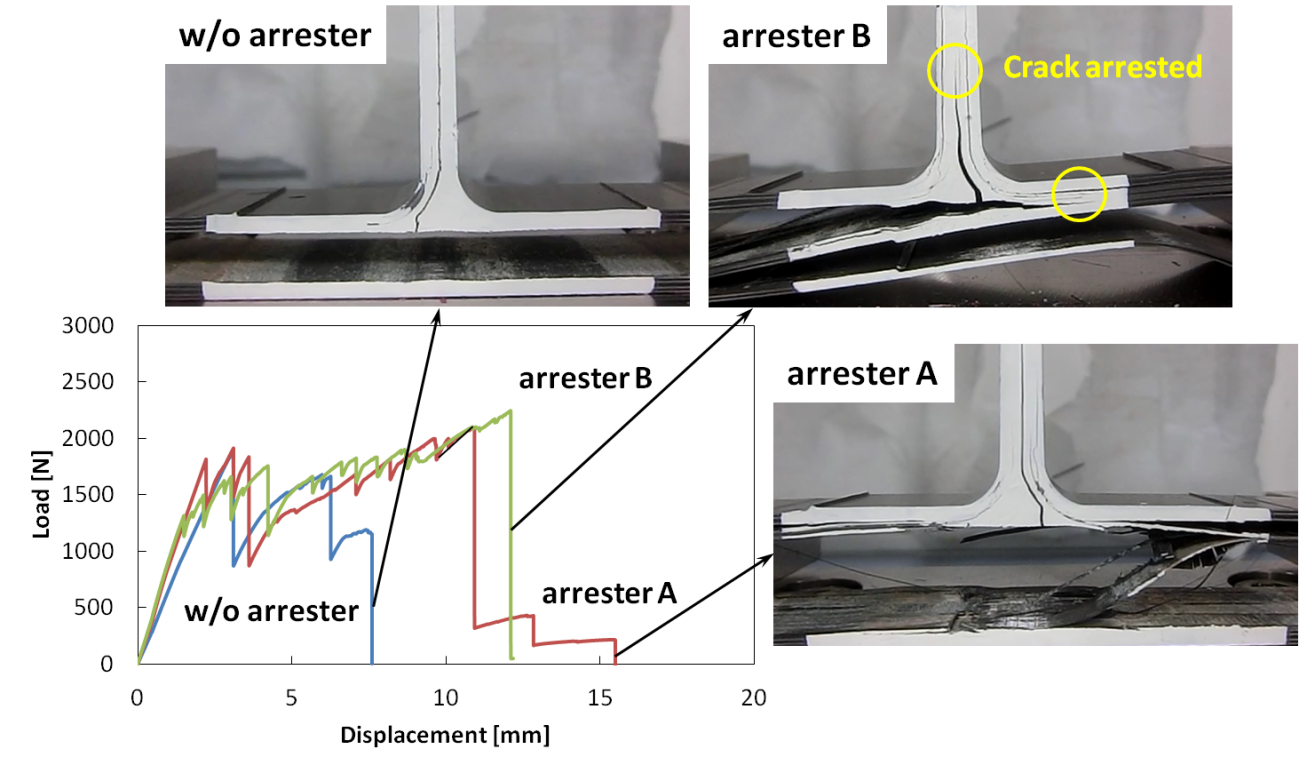 w/o arrester
arrester B
Crack arrested
arrester A
3000
2500
2000
1500
1000
500
0
Load [N]
arrester B
arrester A
w/o arrester
0 5 10 15 20
Displacement [mm]